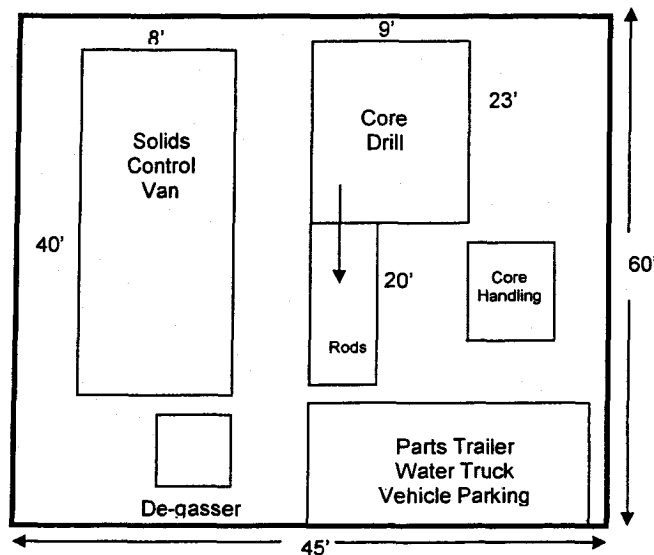 8'
9'
Solids
Control
Van
Core
Drill
23'
40'
20'
Core
Handling
60'
Rods
Parts Trailer
Water Truck
Vehicle Parking
De-gasser
45'